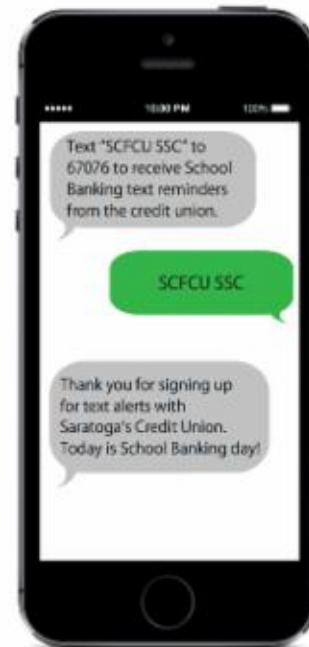 10:00 PM
100%
Text "SCFCU SSC" to
67076 to receive School
Banking text reminders
from the credit union.
SCFCU SSC
Thank you for signing up
for text alerts with
Saratoga's Credit Union.
Today is School Banking day!